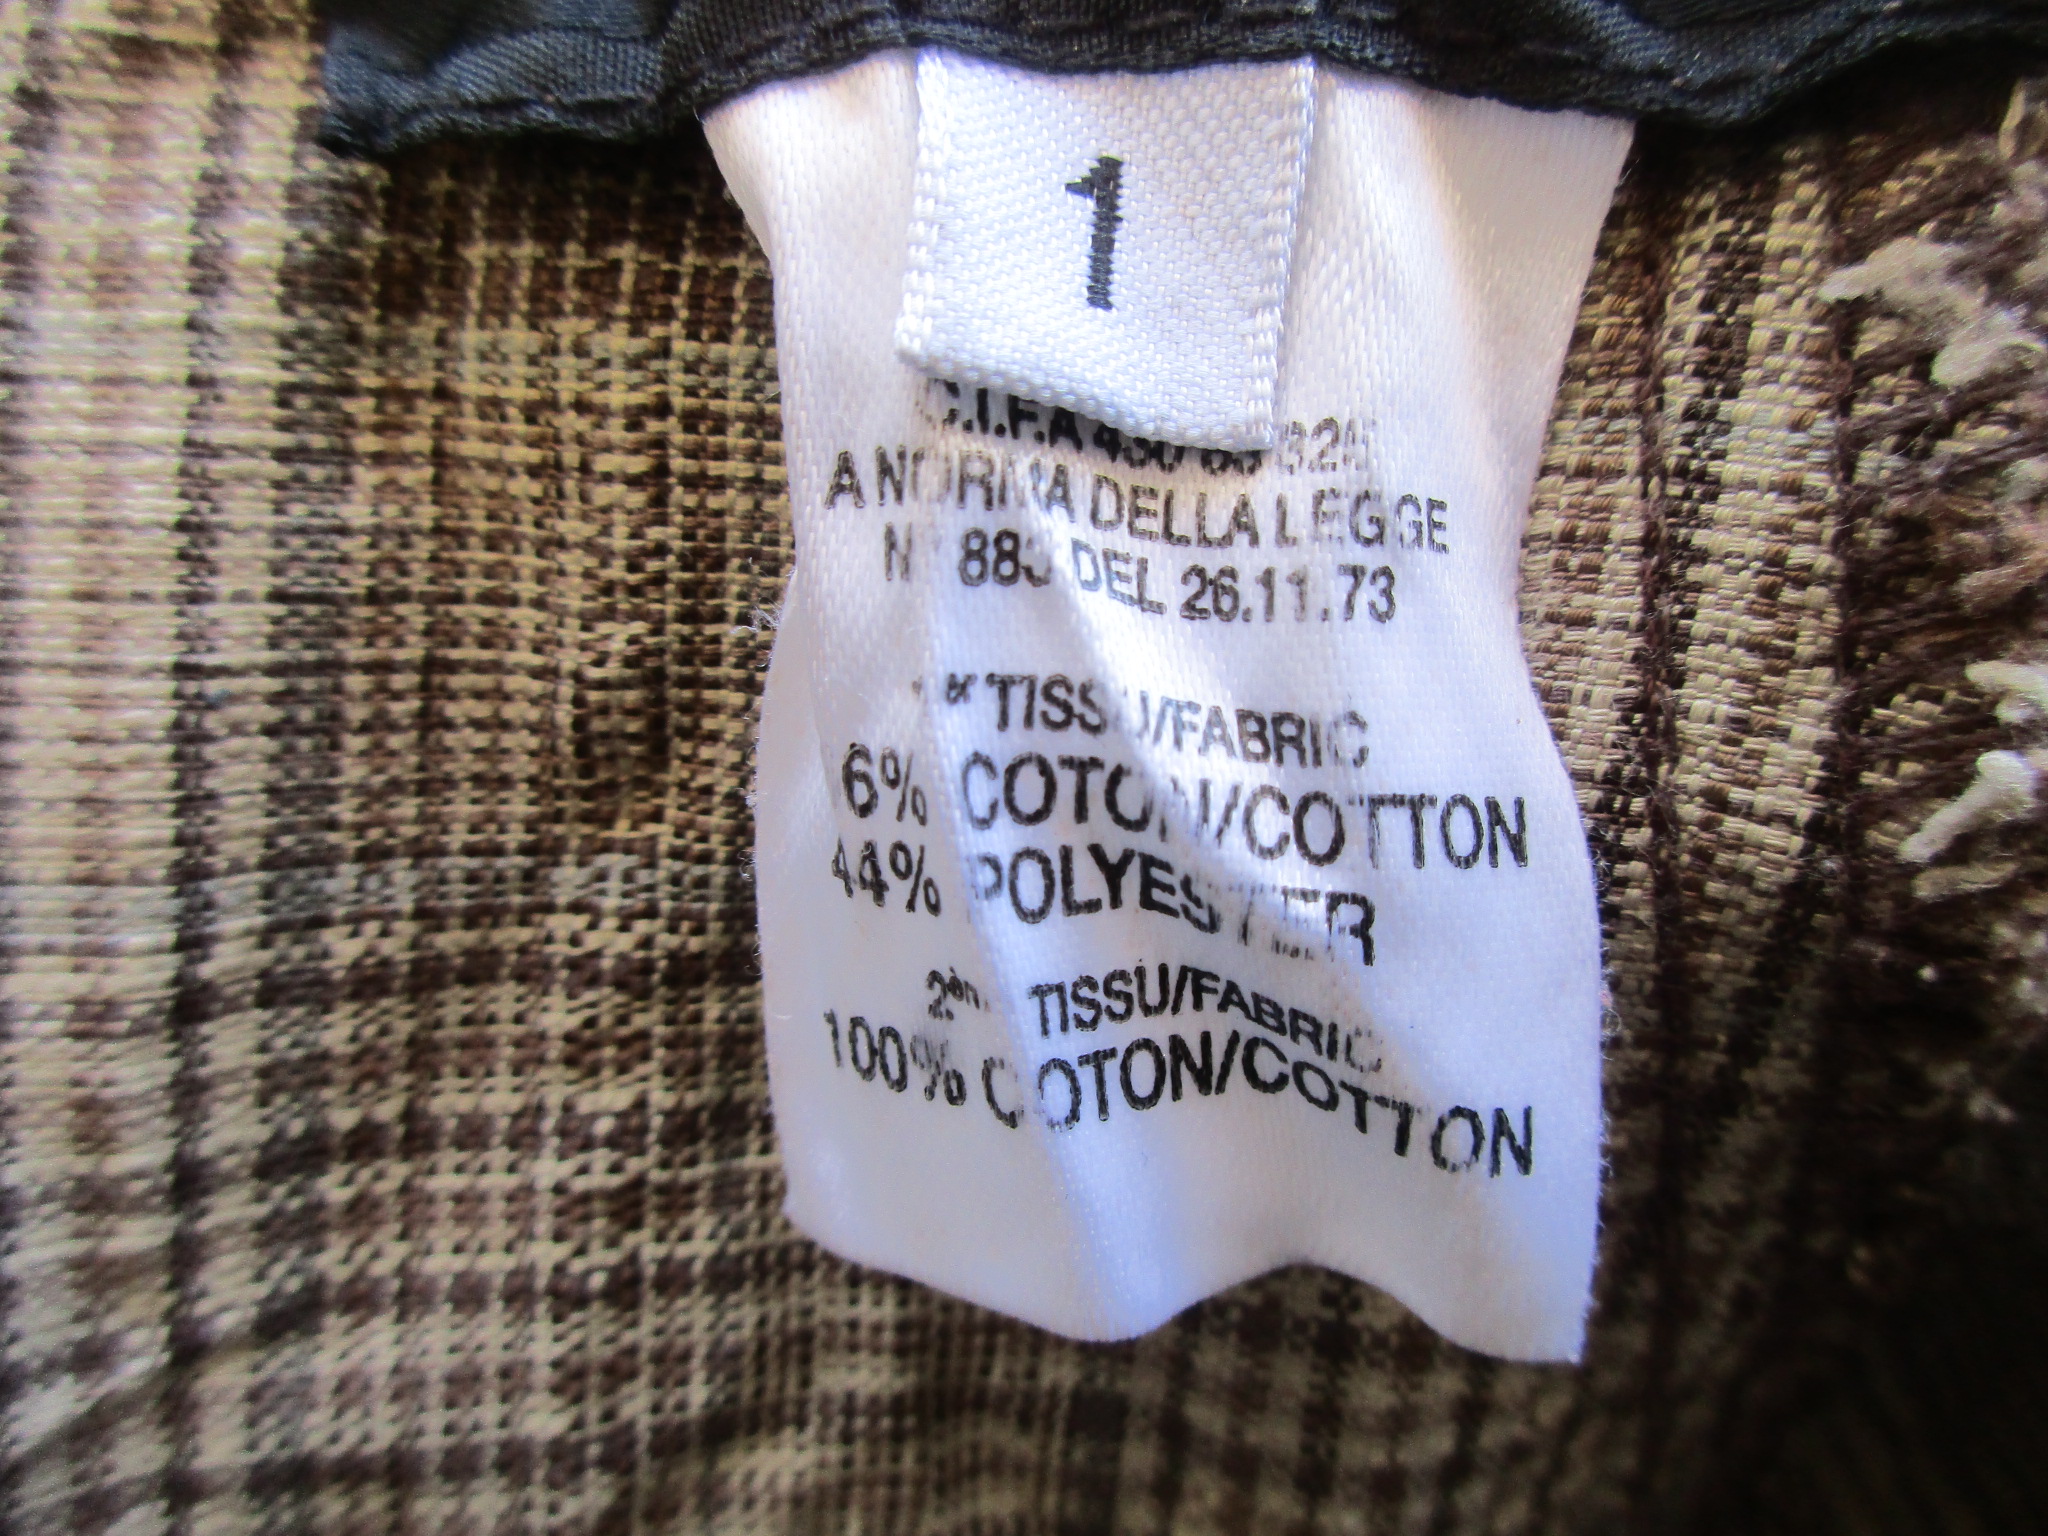 1
A NORMA DELLA LEGGE
DEL 26.11.73
TISSU/FABRIC
6% COTON/COTTON
44% POLYESTER
TISSU/FABRIC
100% COTON/COTTON